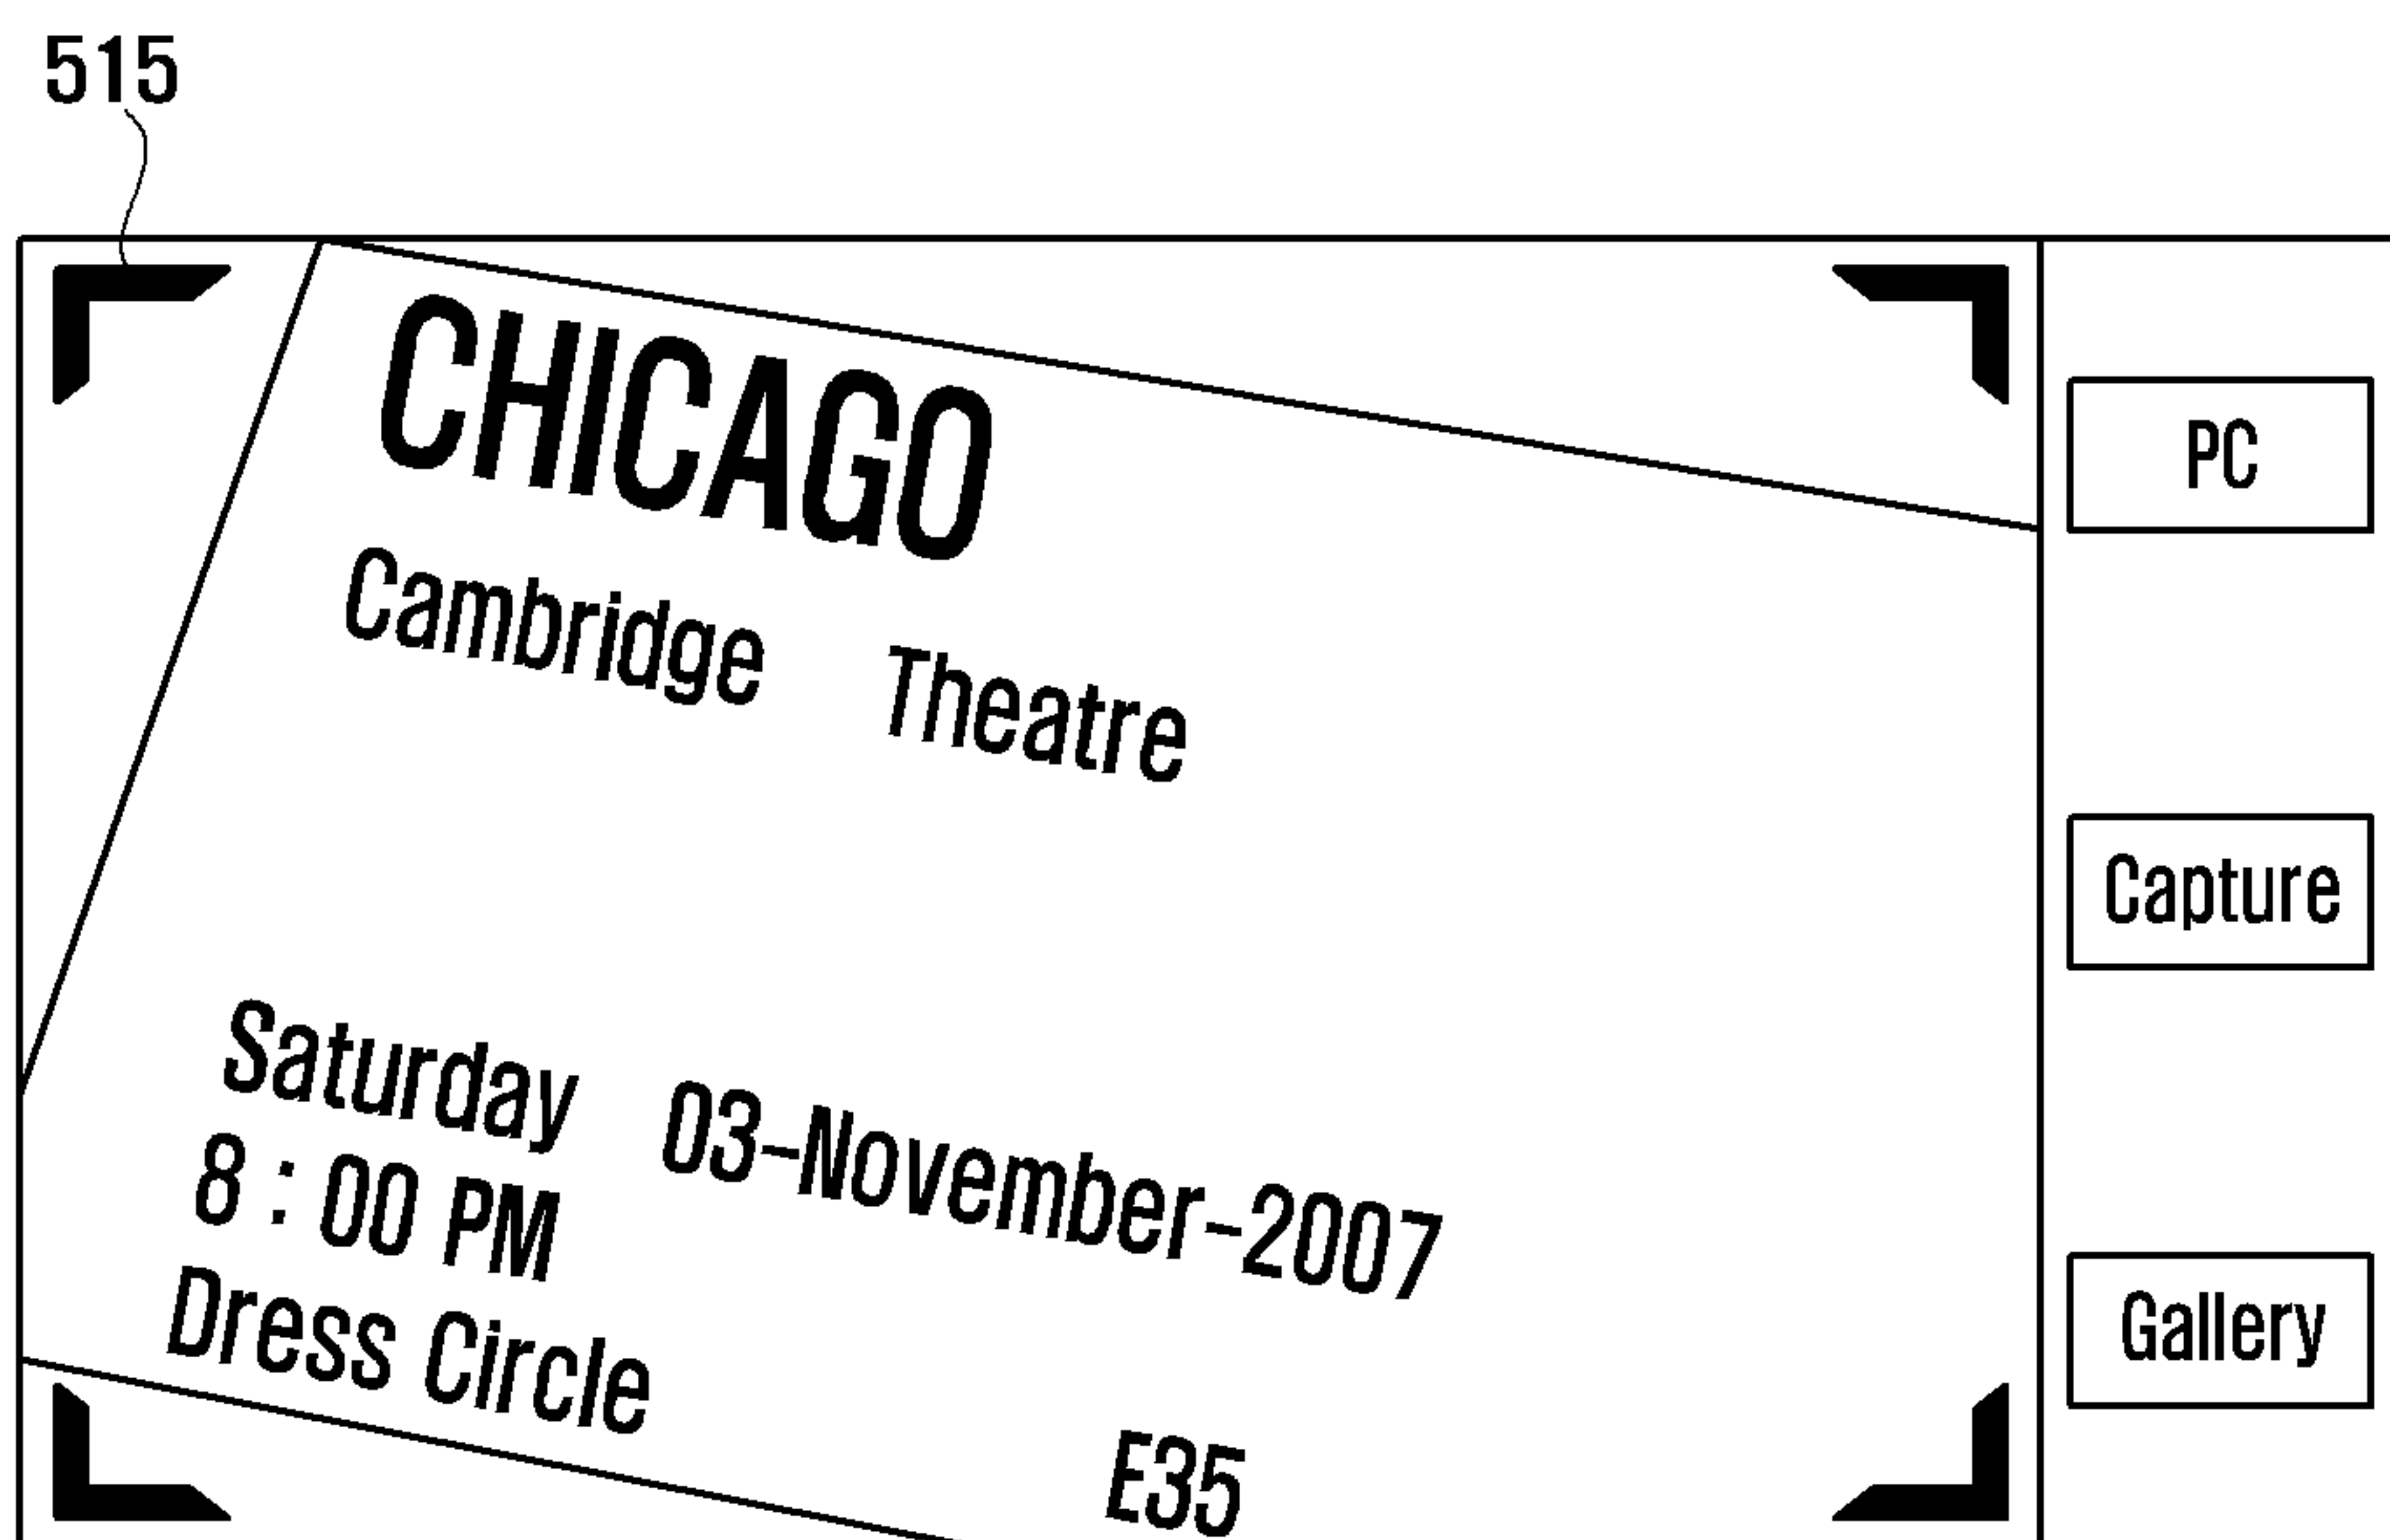 515
CHICAGO
Cambridge Theatre
Saturday 03-November-2007
8 : 00 PM
Dress Circle E35
PC
Capture
Gallery